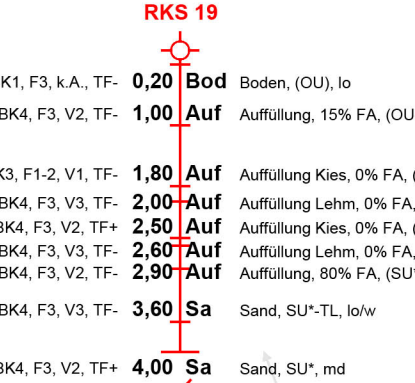 RKS 19
K1, F3, k.A., TF- 0,20 Bod Boden, (OU), lo
BK4, F3, V2, TF- 1,00 Auf Auffüllung, 15% FA, (OU
K3, F1-2, V1, TF- 1,80 Auf Auffüllung Kies, 0% FA, (
BK4, F3, V3, TF- 2,00 Auf Auffüllung Lehm, 0% FA,
BK4, F3, V2, TF+ 2,50 Auf Auffüllung Kies, 0% FA, (
BK4, F3, V3, TF- 2,60 Auf Auffüllung Lehm, 0% FA,
BK4, F3, V2, TF- 2,90 Auf Auffüllung, 80% FA, (SU*
BK4, F3, V3, TF- 3,60 Sa Sand, SU*-TL, lo/w
BK4, F3, V2, TF+ 4,00 Sa Sand, SU*, md